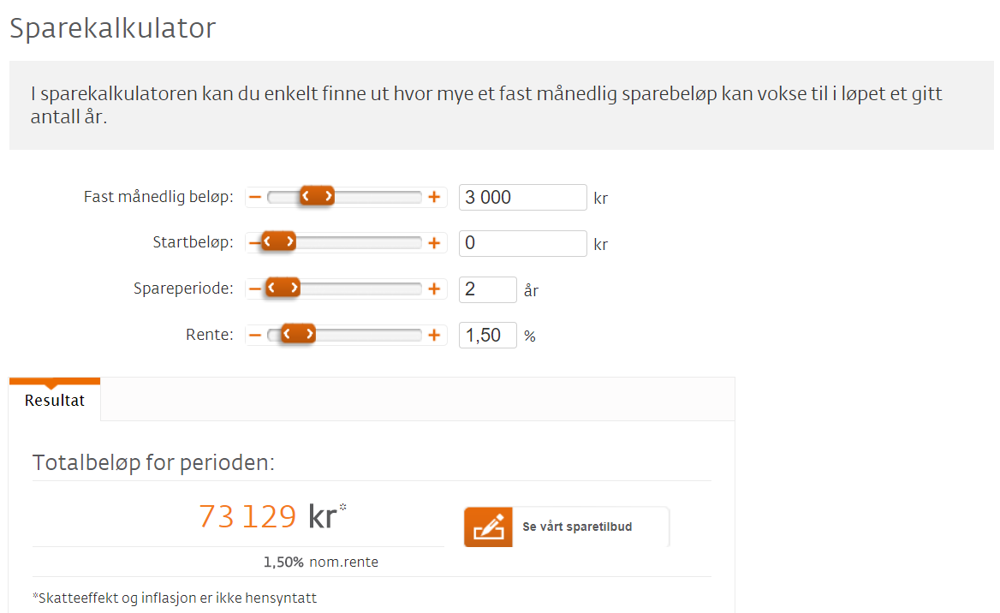 Sparekalkulator
I sparekalkulatoren kan du enkelt finne ut hvor mye et fast månedlig sparebeløp kan vokse til i løpet et gitt
antall år.
Fast månedlig beløp: 3 000 kr
Startbeløp: 0 kr
Spareperiode: 2 år
Rente: 1,50 %
Resultat
Totalbeløp for perioden:
73 129 kr*
Se vårt sparetilbud
1,50% nom.rente
*Skatteeffekt og inflasjon er ikke hensyntatt